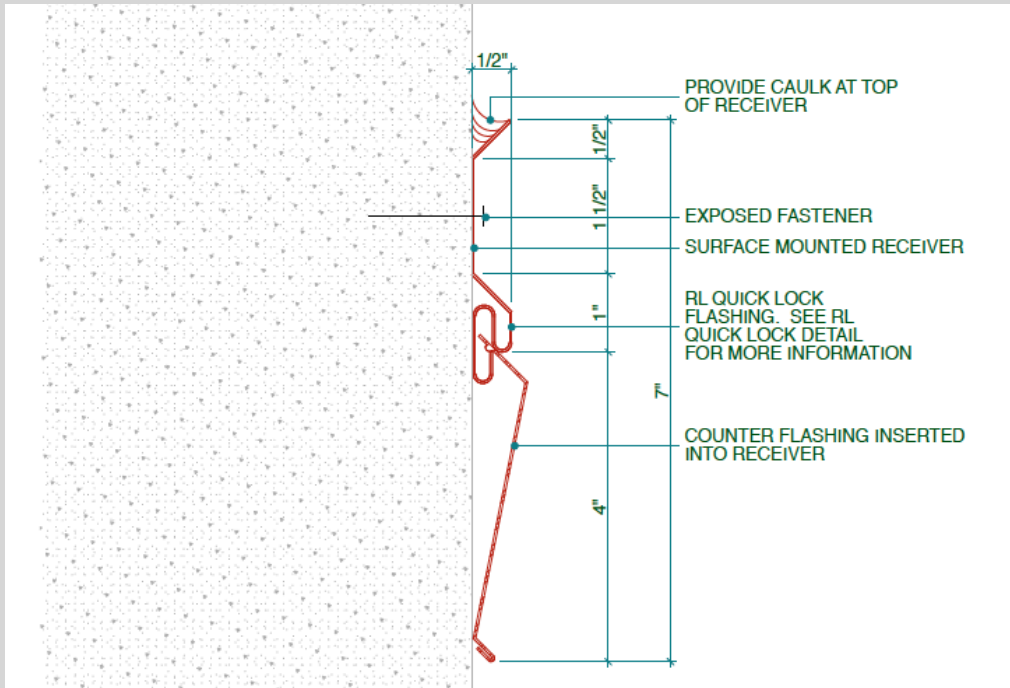 1/2"
PROVIDE CAULK AT TOP
OF RECEIVER
1/2"
1 1/2"
EXPOSED FASTENER
SURFACE MOUNTED RECEIVER
RL QUICK LOCK
FLASHING. SEE RL
QUICK LOCK DETAIL
FOR MORE INFORMATION
1"
7"
COUNTER FLASHING INSERTED
INTO RECEIVER
4"